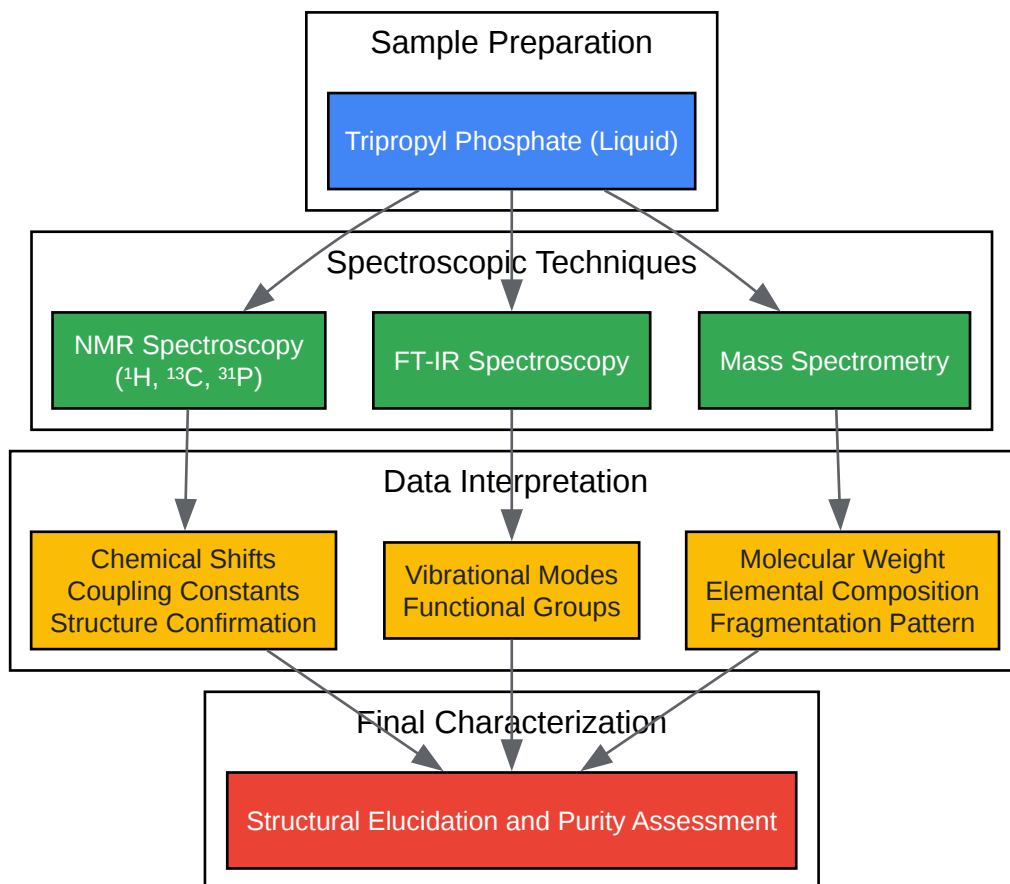 Sample Preparation
Tripropyl Phosphate (Liquid)
Spectroscopic Techniques
NMR Spectroscopy
(¹H, ¹³C, ³¹P)
FT-IR Spectroscopy
Mass Spectrometry
Data Interpretation
Chemical Shifts
Coupling Constants
Structure Confirmation
Vibrational Modes
Functional Groups
Molecular Weight
Elemental Composition
Fragmentation Pattern
Final Characterization
Structural Elucidation and Purity Assessment